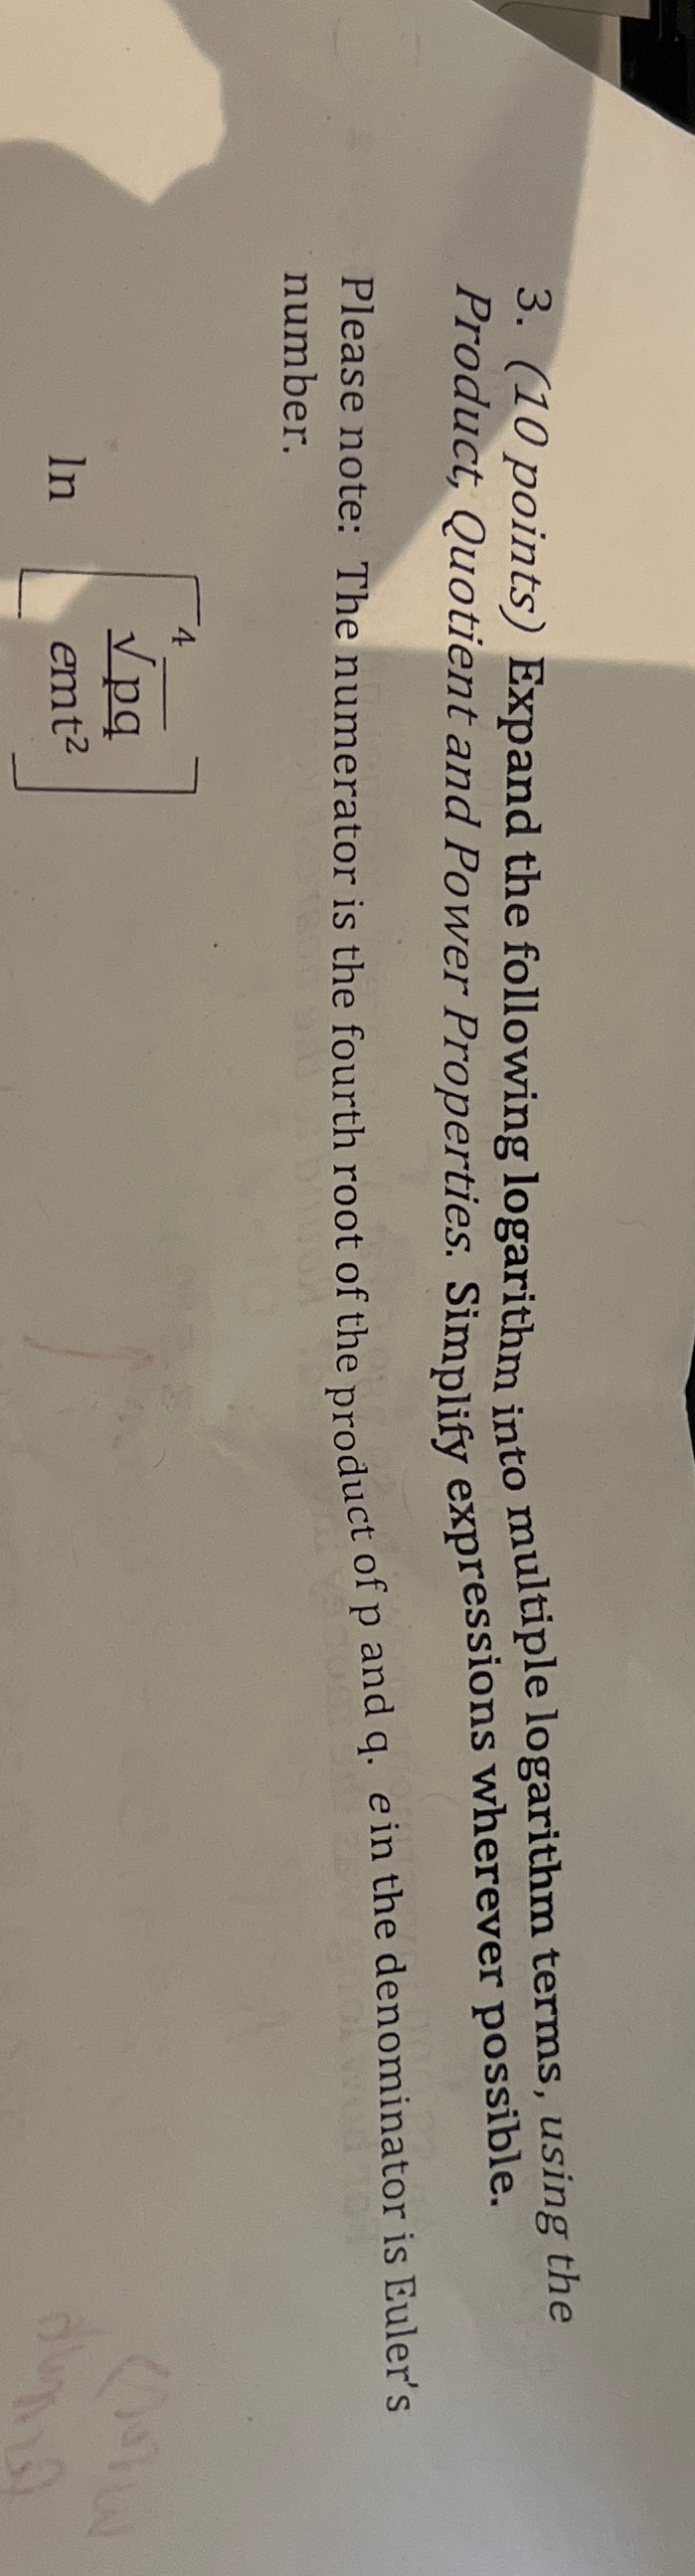 3. (10 points) Expand the following logarithm into multiple logarithm terms, using the
Product, Quotient and Power Properties. Simplify expressions wherever possible.
Please note: The numerator is the fourth root of the product of p and q. e in the denominator is Euler's
number.
4
√pq
ln [ ]
emt²